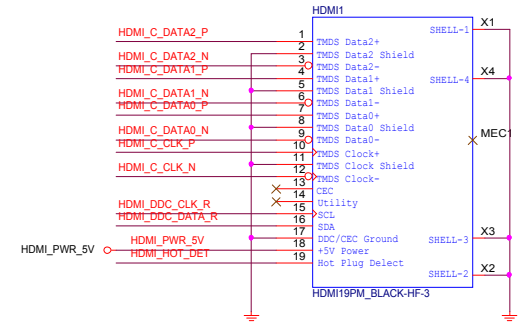 HDMI1
HDMI_C_DATA2_P
1
TMDS Data2+
SHELL-1
X1
2
TMDS Data2 Shield
HDMI_C_DATA2_N
3
TMDS Data2-
HDMI_C_DATA1_P
4
TMDS Data1+
SHELL-4
X4
5
TMDS Data1 Shield
HDMI_C_DATA1_N
6
TMDS Data1-
HDMI_C_DATA0_P
7
TMDS Data0+
8
TMDS Data0 Shield
HDMI_C_DATA0_N
9
TMDS Data0-
MEC1
HDMI_C_CLK_P
10
TMDS Clock+
11
TMDS Clock Shield
HDMI_C_CLK_N
12
TMDS Clock-
13
CEC
14
Utility
HDMI_DDC_CLK_R
15
SCL
HDMI_DDC_DATA_R
16
SDA
17
DDC/CEC Ground
SHELL-3
X3
HDMI_PWR_5V
HDMI_PWR_5V
18
+5V Power
HDMI_HOT_DET
19
Hot Plug Delect
SHELL-2
X2
HDMI19PM_BLACK-HF-3